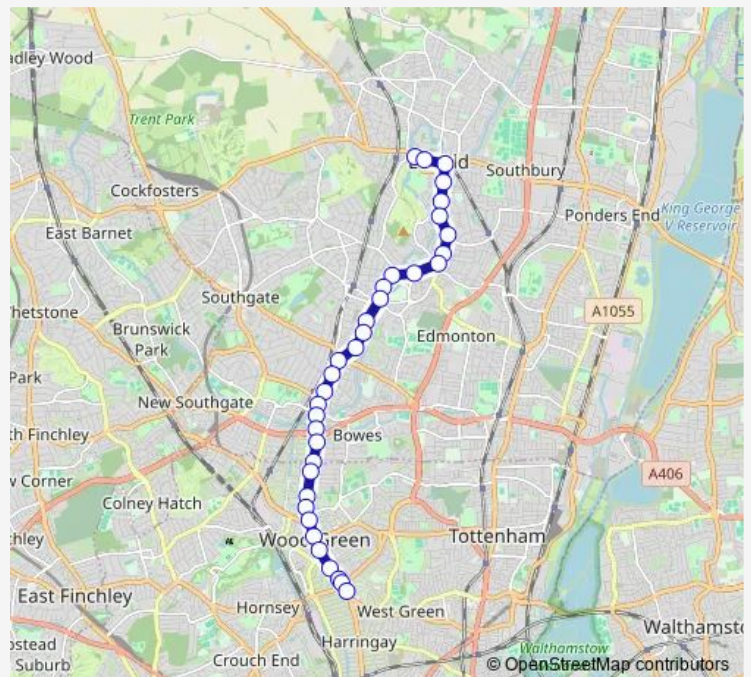 adley Wood
Trent Park
Southbury
Cockfosters
King George
V Reservoir
Ponders End
East Barnet
Southgate
hetstone
A1055
Brunswick
Park
Edmonton
Park
New Southgate
th Finchley
Bowes
w Corner
A406
Colney Hatch
hley
Wood Green
Tottenham
East Finchley
Hornsey
West Green
Walthamsto
Harringay
pstead
Suburb
Crouch End
Walthamstow
© OpenStreetMap contributors